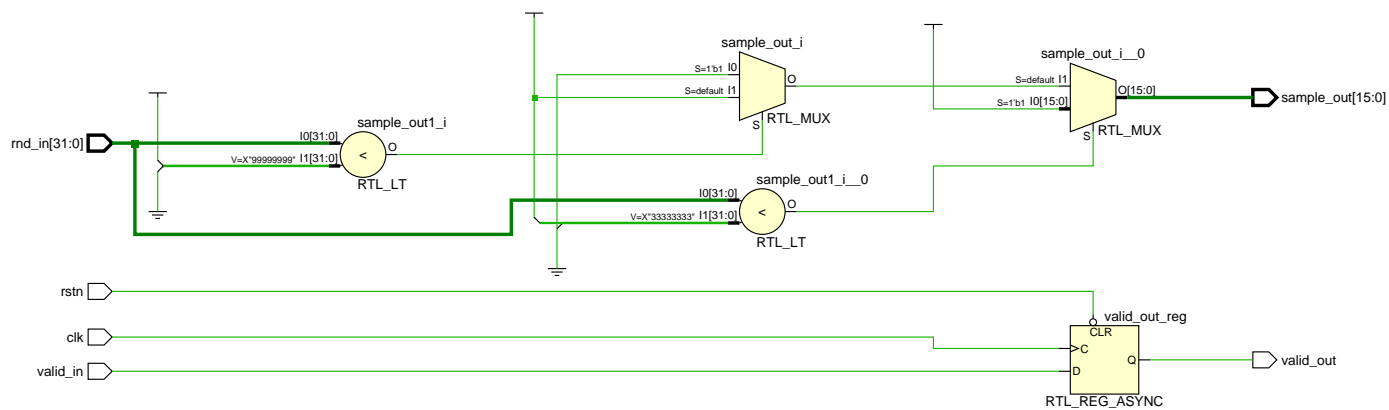 sample_out_i
I0
S=1'b1
I1
S=default
O
S
RTL_MUX
sample_out_i__0
S=default
I1
S=1'b1
I0[15:0]
O[15:0]
S
RTL_MUX
sample_out[15:0]
rnd_in[31:0]
sample_out1_i
I0[31:0]
V=X"99999999"
I1[31:0]
<
O
RTL_LT
sample_out1_i__0
I0[31:0]
V=X"33333333"
I1[31:0]
<
O
RTL_LT
rstn
clk
valid_in
valid_out_reg
CLR
C
D
Q
RTL_REG_ASYNC
valid_out